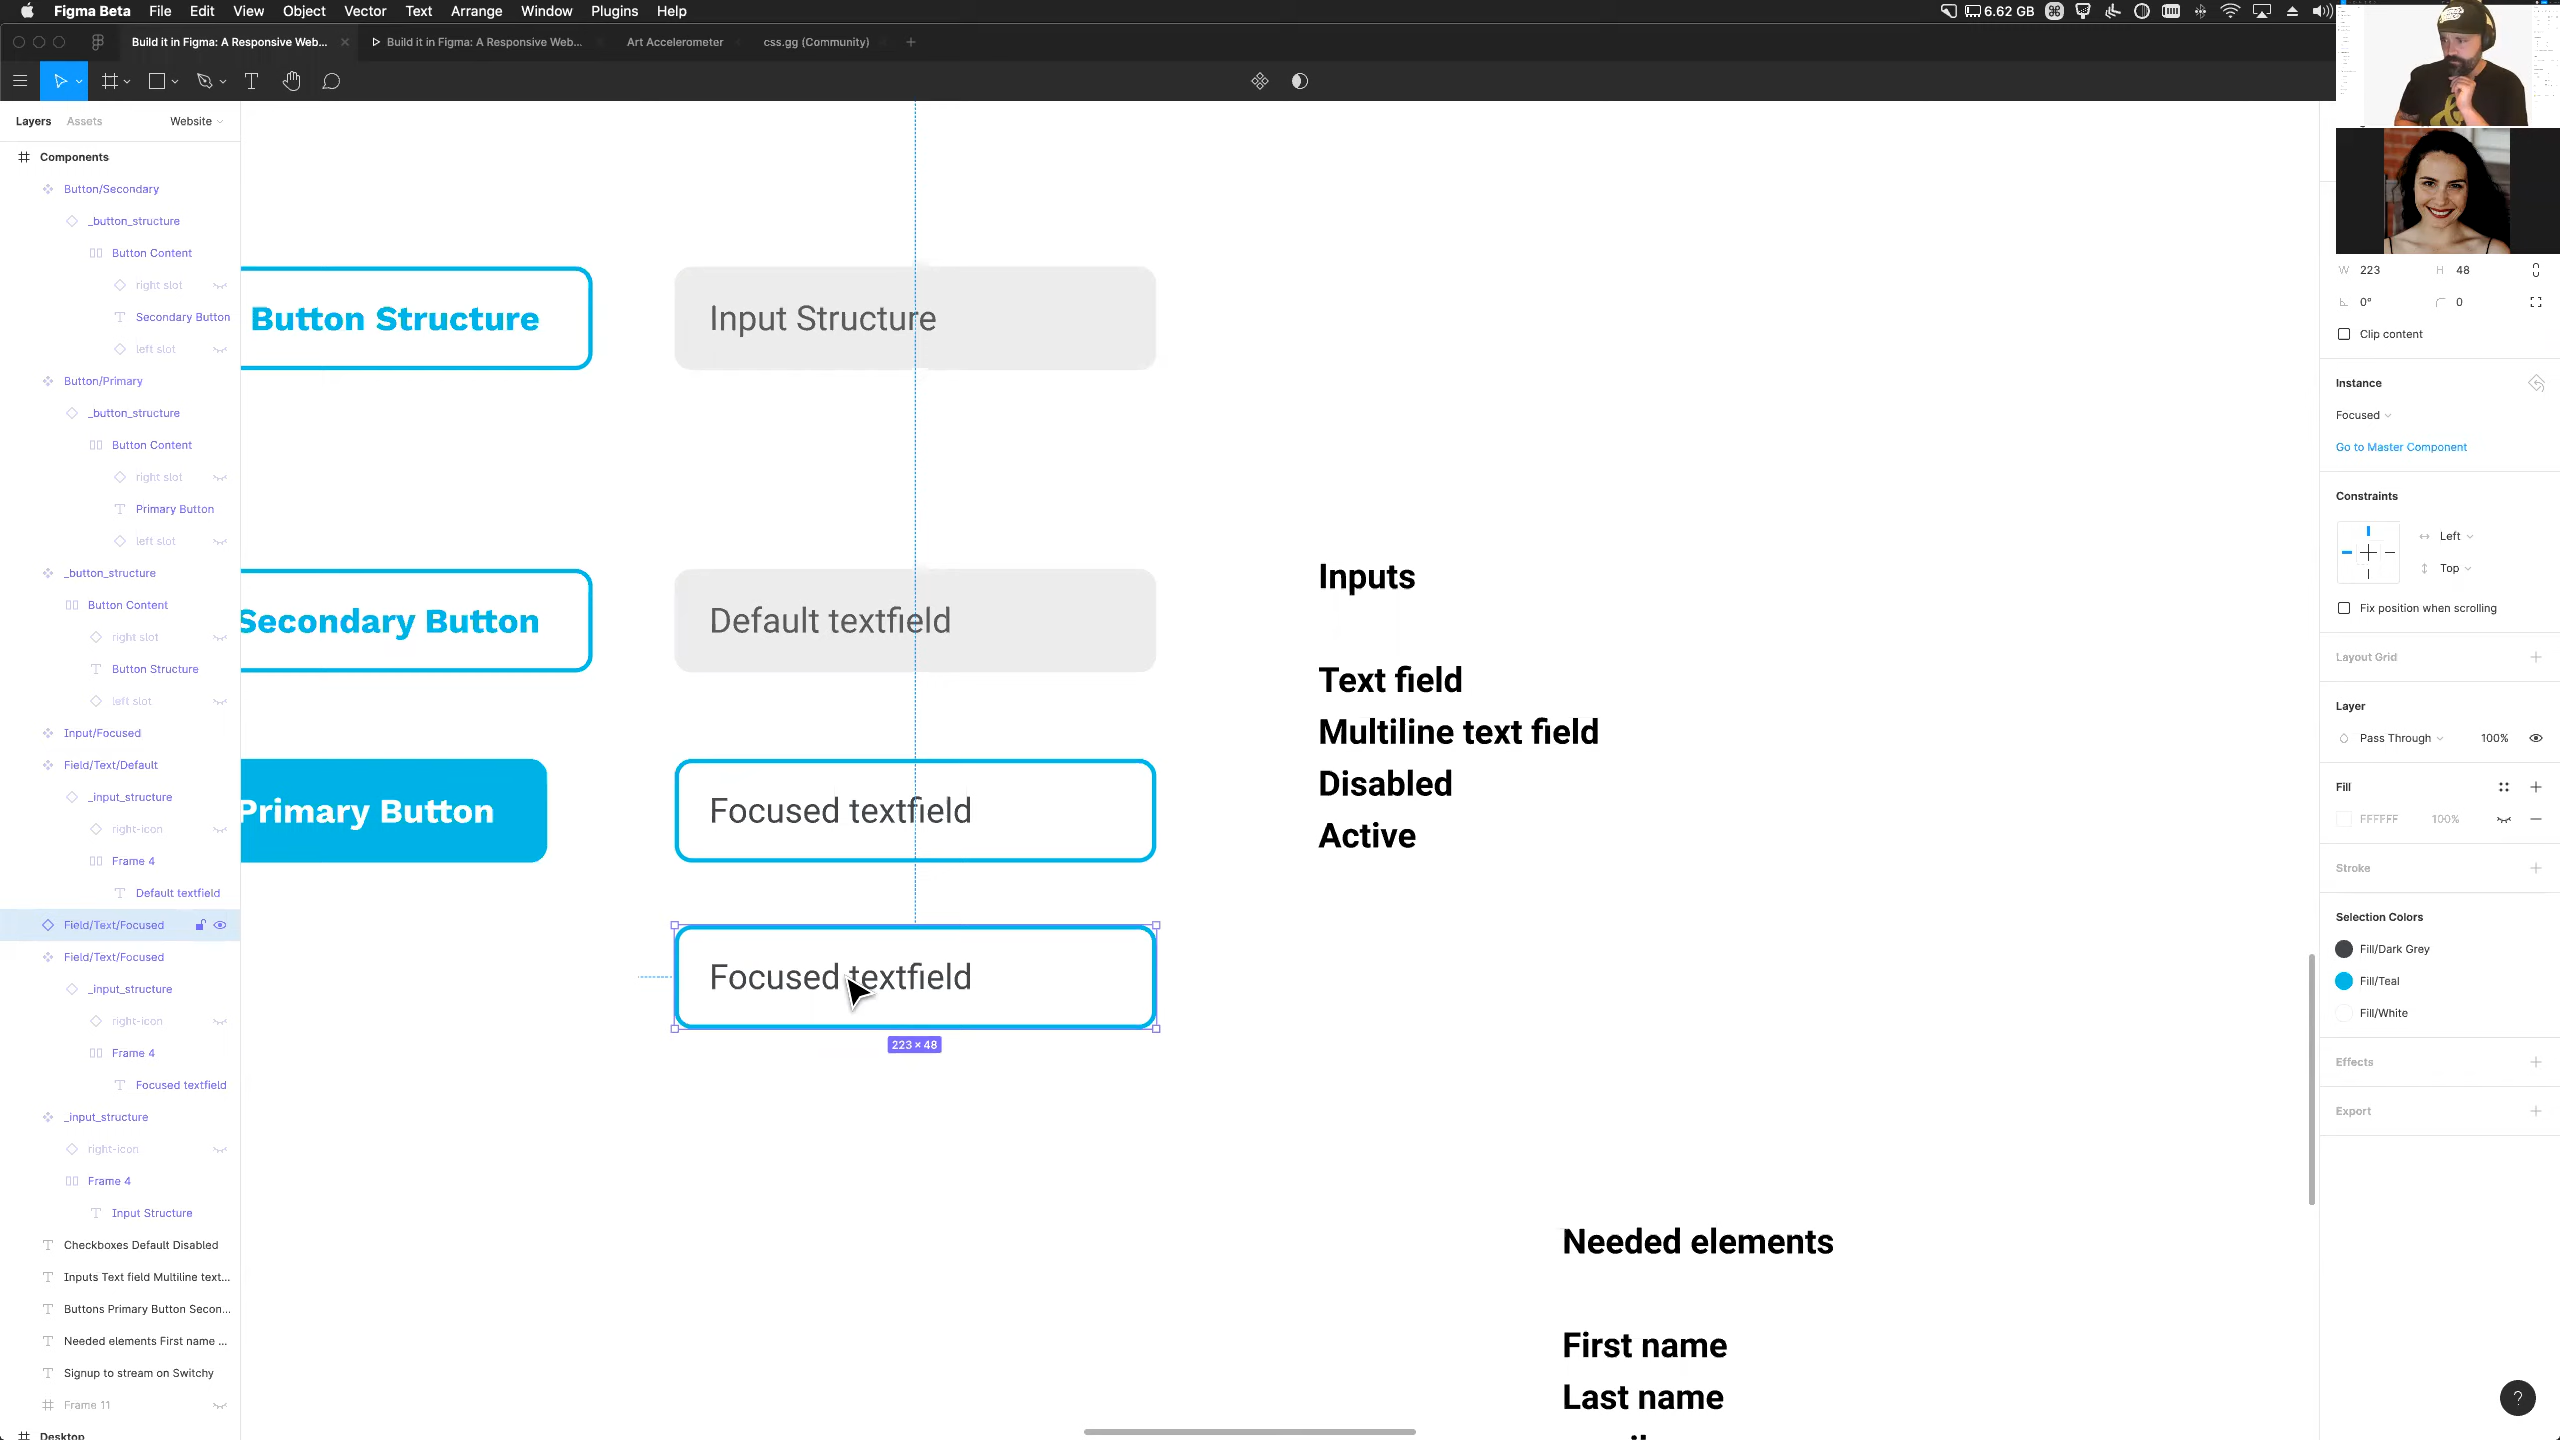 Figma Beta File Edit View Object Vector Text Arrange Window Plugins Help 6.62 GB
Build it in Figma: A Responsive Web... Build it in Figma: A Responsive Web... Art Accelerometer css.gg (Community)
Layers Assets Website
Components
Button/Secondary
_button_structure
Button Content
right slot
Secondary Button
left slot
Button/Primary
_button_structure
Button Content
right slot
Primary Button
left slot
_button_structure
Button Content
right slot
Button Structure
left slot
Input/Focused
Field/Text/Default
_input_structure
right-icon
Frame 4
Default textfield
Field/Text/Focused
Field/Text/Focused
_input_structure
right-icon
Frame 4
Focused textfield
_input_structure
right-icon
Frame 4
Input Structure
Checkboxes Default Disabled
Inputs Text field Multiline text...
Buttons Primary Button Secon...
Needed elements First name ...
Signup to stream on Switchy
Frame 11
Desktop
Button Structure
Input Structure
Secondary Button
Default textfield
Primary Button
Focused textfield
Focused textfield
223 × 48
Inputs
Text field
Multiline text field
Disabled
Active
Needed elements
First name
Last name
W 223 H 48
0° 0
Clip content
Instance
Focused
Go to Master Component
Constraints
Left
Top
Fix position when scrolling
Layout Grid
Layer
Pass Through 100%
Fill
FFFFFF 100%
Stroke
Selection Colors
Fill/Dark Grey
Fill/Teal
Fill/White
Effects
Export
?